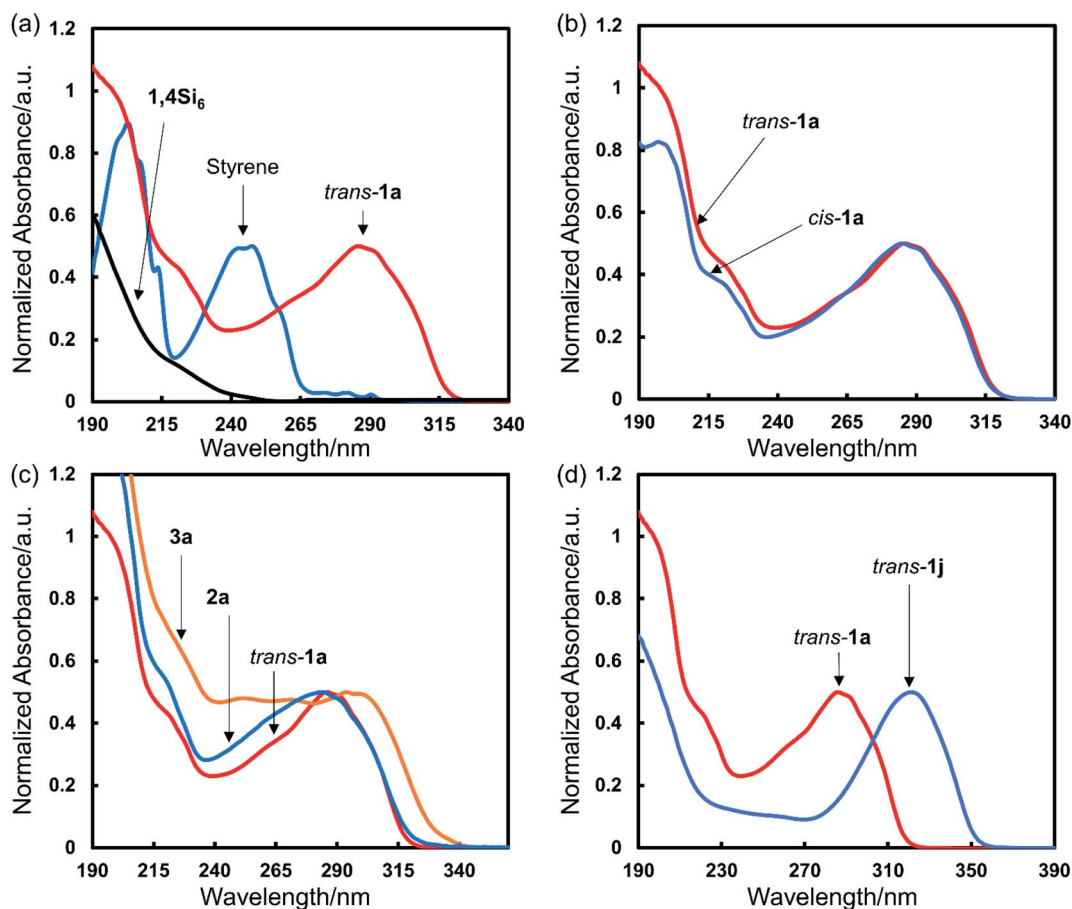 (a)
Normalized Absorbance/a.u.
1.2
1
0.8
0.6
0.4
0.2
0
1,4Si₆
Styrene
trans-1a
190 215 240 265 290 315 340
Wavelength/nm
(b)
Normalized Absorbance/a.u.
1.2
1
0.8
0.6
0.4
0.2
0
trans-1a
cis-1a
190 215 240 265 290 315 340
Wavelength/nm
(c)
Normalized Absorbance/a.u.
1.2
1
0.8
0.6
0.4
0.2
0
3a
2a
trans-1a
190 215 240 265 290 315 340
Wavelength/nm
(d)
Normalized Absorbance/a.u.
1.2
1
0.8
0.6
0.4
0.2
0
trans-1j
trans-1a
190 230 270 310 350 390
Wavelength/nm